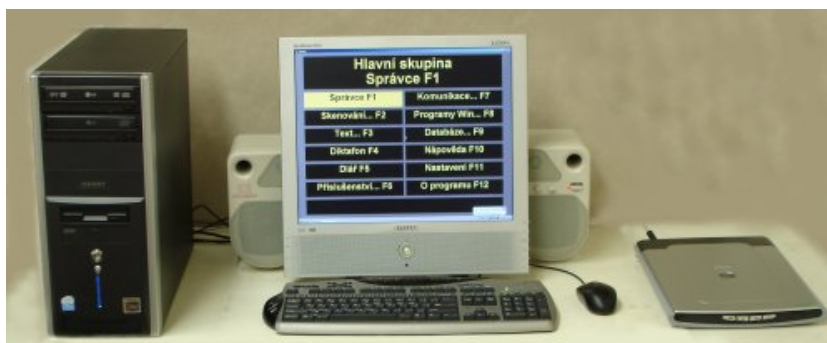 Hlavní skupina
Správce F1
Správce F1
Skenování... F2
Text... F3
Diktafon F4
Diář F5
Příslušenství... F6
Komunikace... F7
Programy Win... F8
Databáze... F9
Nápověda F10
Nastavení F11
O programu F12